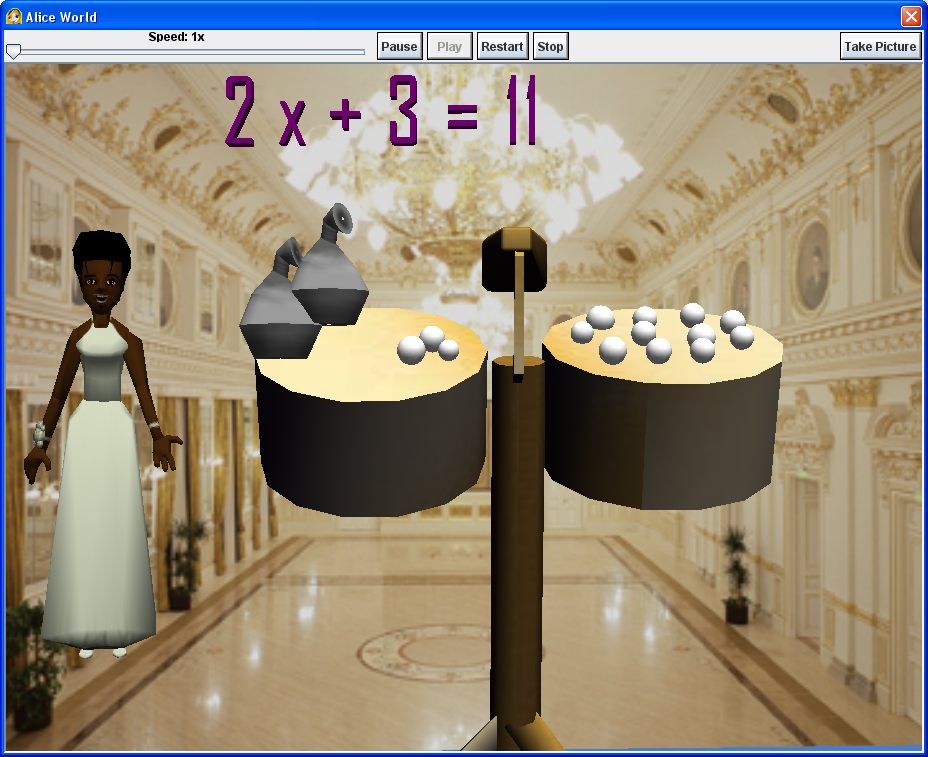 Alice World
Speed: 1x
Pause Play Restart Stop Take Picture
2 x + 3 = 11